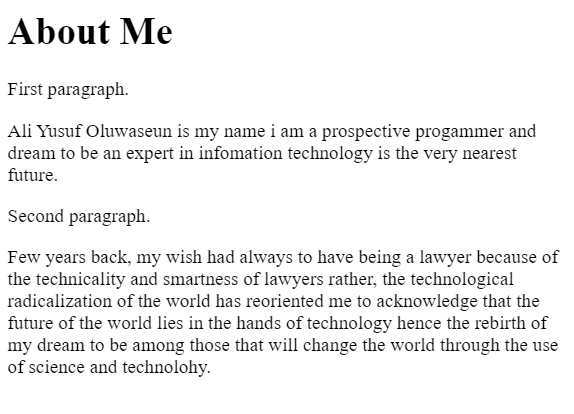 About Me
First paragraph.
Ali Yusuf Oluwaseun is my name i am a prospective progammer and
dream to be an expert in infomation technology is the very nearest
future.
Second paragraph.
Few years back, my wish had always to have being a lawyer because of
the technicality and smartness of lawyers rather, the technological
radicalization of the world has reoriented me to acknowledge that the
future of the world lies in the hands of technology hence the rebirth of
my dream to be among those that will change the world through the use
of science and technolohy.